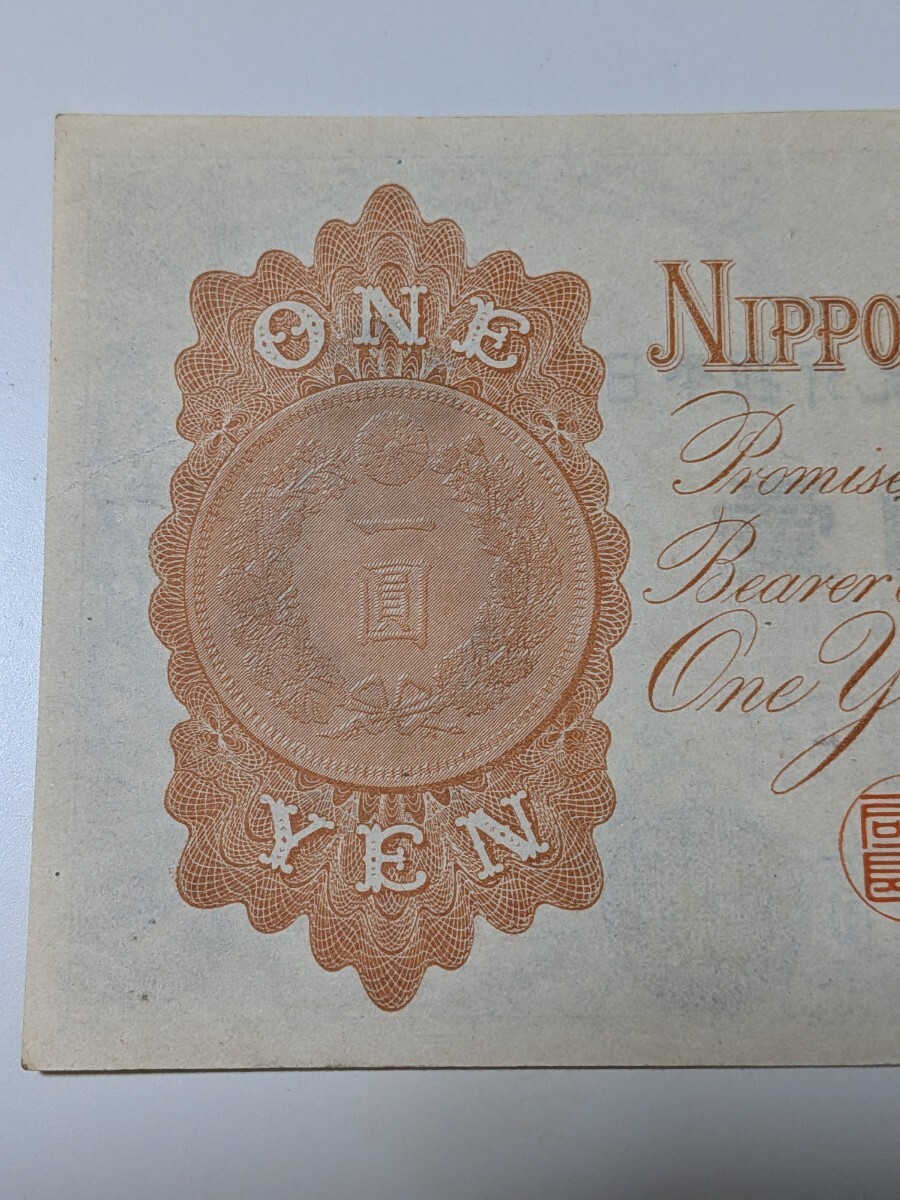 ONE
一
圓
YEN
NIPPO
Promise
Bearer
One Y